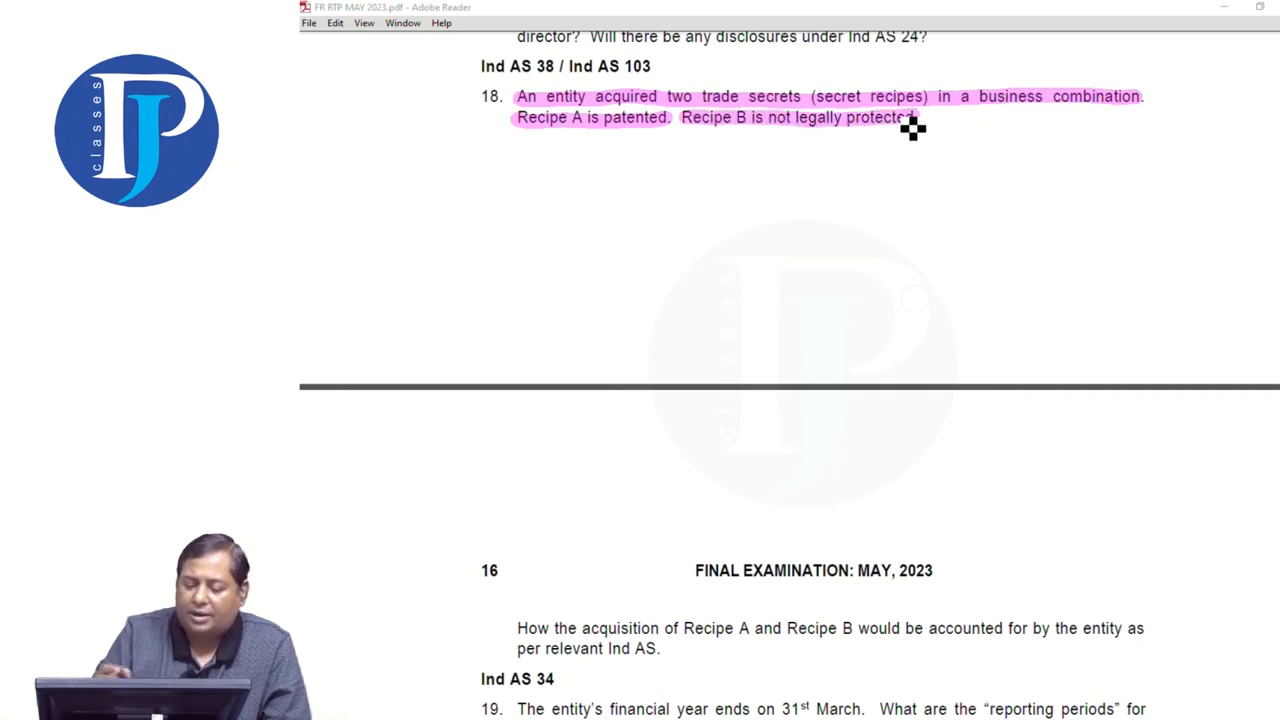 FR RTP MAY 2023.pdf - Adobe Reader
File Edit View Window Help
director? Will there be any disclosures under Ind AS 24?
Ind AS 38 / Ind AS 103
18. An entity acquired two trade secrets (secret recipes) in a business combination.
Recipe A is patented. Recipe B is not legally protected
16 FINAL EXAMINATION: MAY, 2023
How the acquisition of Recipe A and Recipe B would be accounted for by the entity as
per relevant Ind AS.
Ind AS 34
19. The entity's financial year ends on 31st March. What are the “reporting periods” for
PJ
classes
PJ
classes